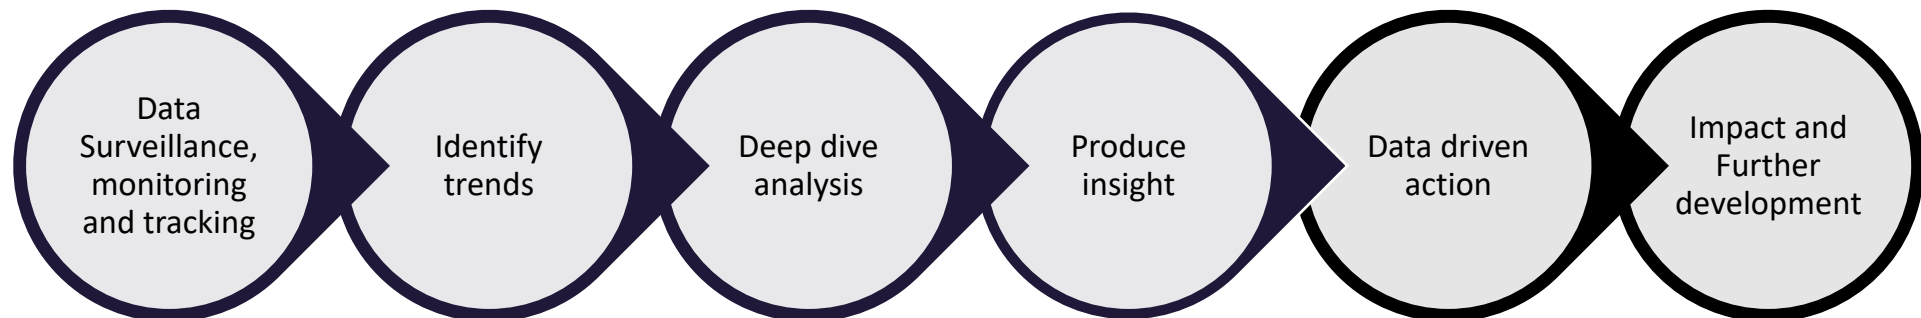 Data
Surveillance,
monitoring
and tracking
Identify
trends
Deep dive
analysis
Produce
insight
Data driven
action
Impact and
Further
development